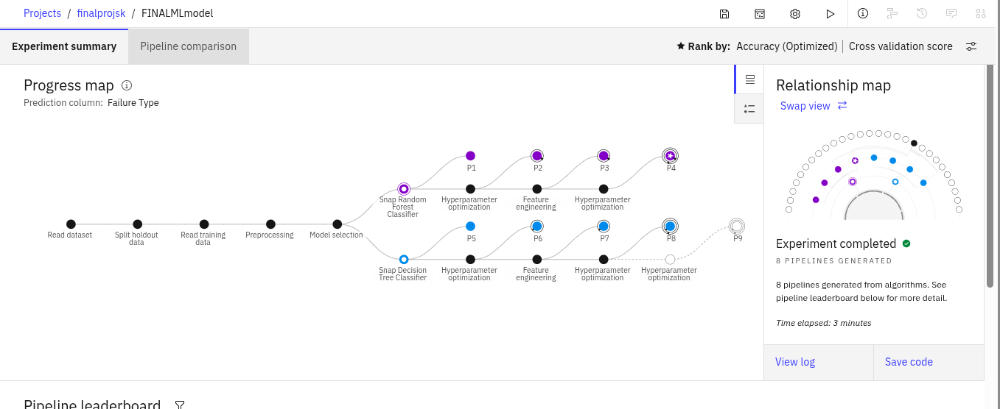 Projects / finalprojsk / FINALMLmodel
Experiment summary
Pipeline comparison
Rank by: Accuracy (Optimized) | Cross validation score
Progress map
Prediction column: Failure Type
P1
P2
P3
P4
Snap Random
Forest
Classifier
Hyperparameter
optimization
Feature
engineering
Hyperparameter
optimization
Read dataset
Split holdout
data
Read training
data
Preprocessing
Model selection
P5
P6
P7
P8
P9
Snap Decision
Tree Classifier
Hyperparameter
optimization
Feature
engineering
Hyperparameter
optimization
Hyperparameter
optimization
Relationship map
Swap view
Experiment completed
8 PIPELINES GENERATED
8 pipelines generated from algorithms. See
pipeline leaderboard below for more detail.
Time elapsed: 3 minutes
View log
Save code
Pipeline leaderboard